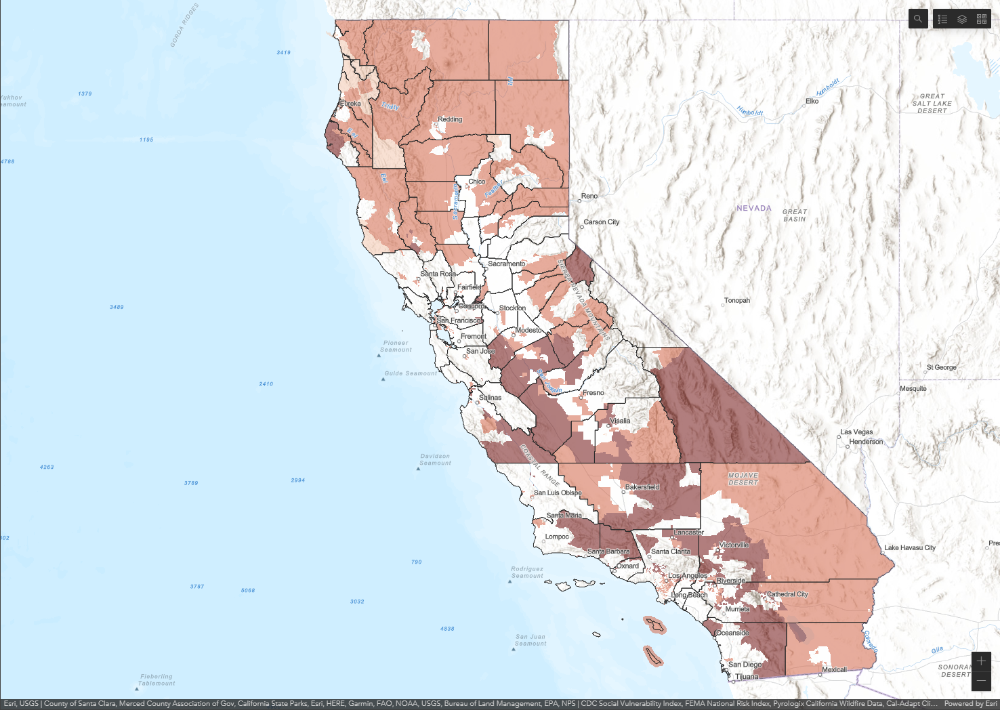 GORDA RIDGES
3419
1379
Yukhov
Seamount
Pit
Humboldt
Humboldt
Elko
GREAT
SALT LAKE
DESERT
Eureka
Trinity
Redding
Eel
1195
4788
Eel
Chico
Feather
Sacramento
Reno
Carson City
NEVADA
GREAT
BASIN
Sacramento
SIERRA NEVADA MOUNTAINS
Santa Rosa
Fairfield
Concord
Stockton
Tonopah
3489
San Francisco
Modesto
Fremont
Pioneer
Seamount
San Jose
Guide Seamount
San Joaquin
St George
Mesquite
2410
Fresno
Salinas
Visalia
Las Vegas
Henderson
COASTAL RANGE
Davidson
Seamount
4263
3789
2994
MOJAVE
DESERT
Bakersfield
San Luis Obispo
Santa Maria
Lompoc
Lancaster
Victorville
Lake Havasu City
Santa Barbara
Santa Clarita
Oxnard
790
Rodriguez
Seamount
Los Angeles
Riverside
3787
5068
3032
Long Beach
Cathedral City
Murrieta
4838
San Juan
Seamount
Oceanside
Colorado
Gila
San Diego
Tijuana
Mexicali
Fieberling
Tablemount
Esri, USGS | County of Santa Clara, Merced County Association of Gov, California State Parks, Esri, HERE, Garmin, FAO, NOAA, USGS, Bureau of Land Management, EPA, NPS | CDC Social Vulnerability Index, FEMA National Risk Index, Pyrologix California Wildfire Data, Cal-Adapt Cli... Powered by Esri